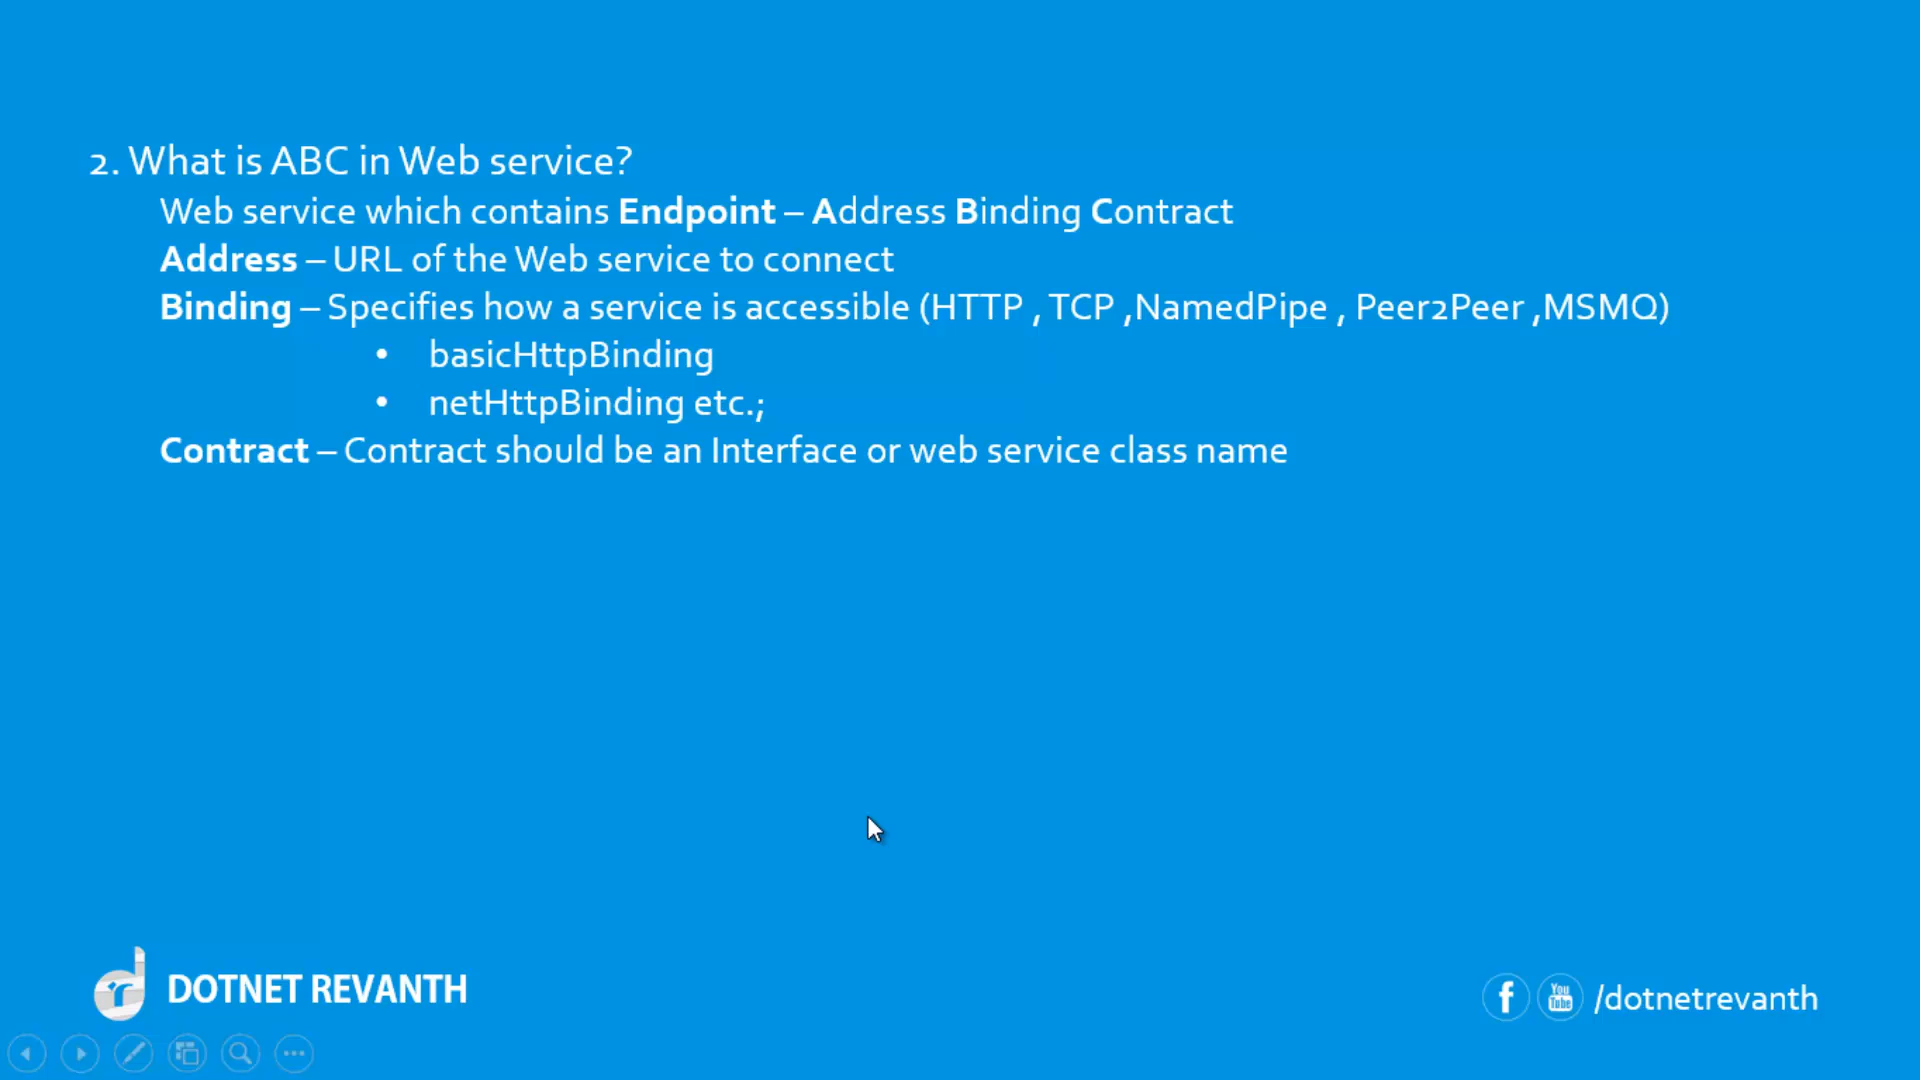 2. What is ABC in Web service?
Web service which contains Endpoint – Address Binding Contract
Address – URL of the Web service to connect
Binding – Specifies how a service is accessible (HTTP , TCP ,NamedPipe , Peer2Peer ,MSMQ)
• basicHttpBinding
• netHttpBinding etc.;
Contract – Contract should be an Interface or web service class name
DOTNET REVANTH
f You Tube /dotnetrevanth